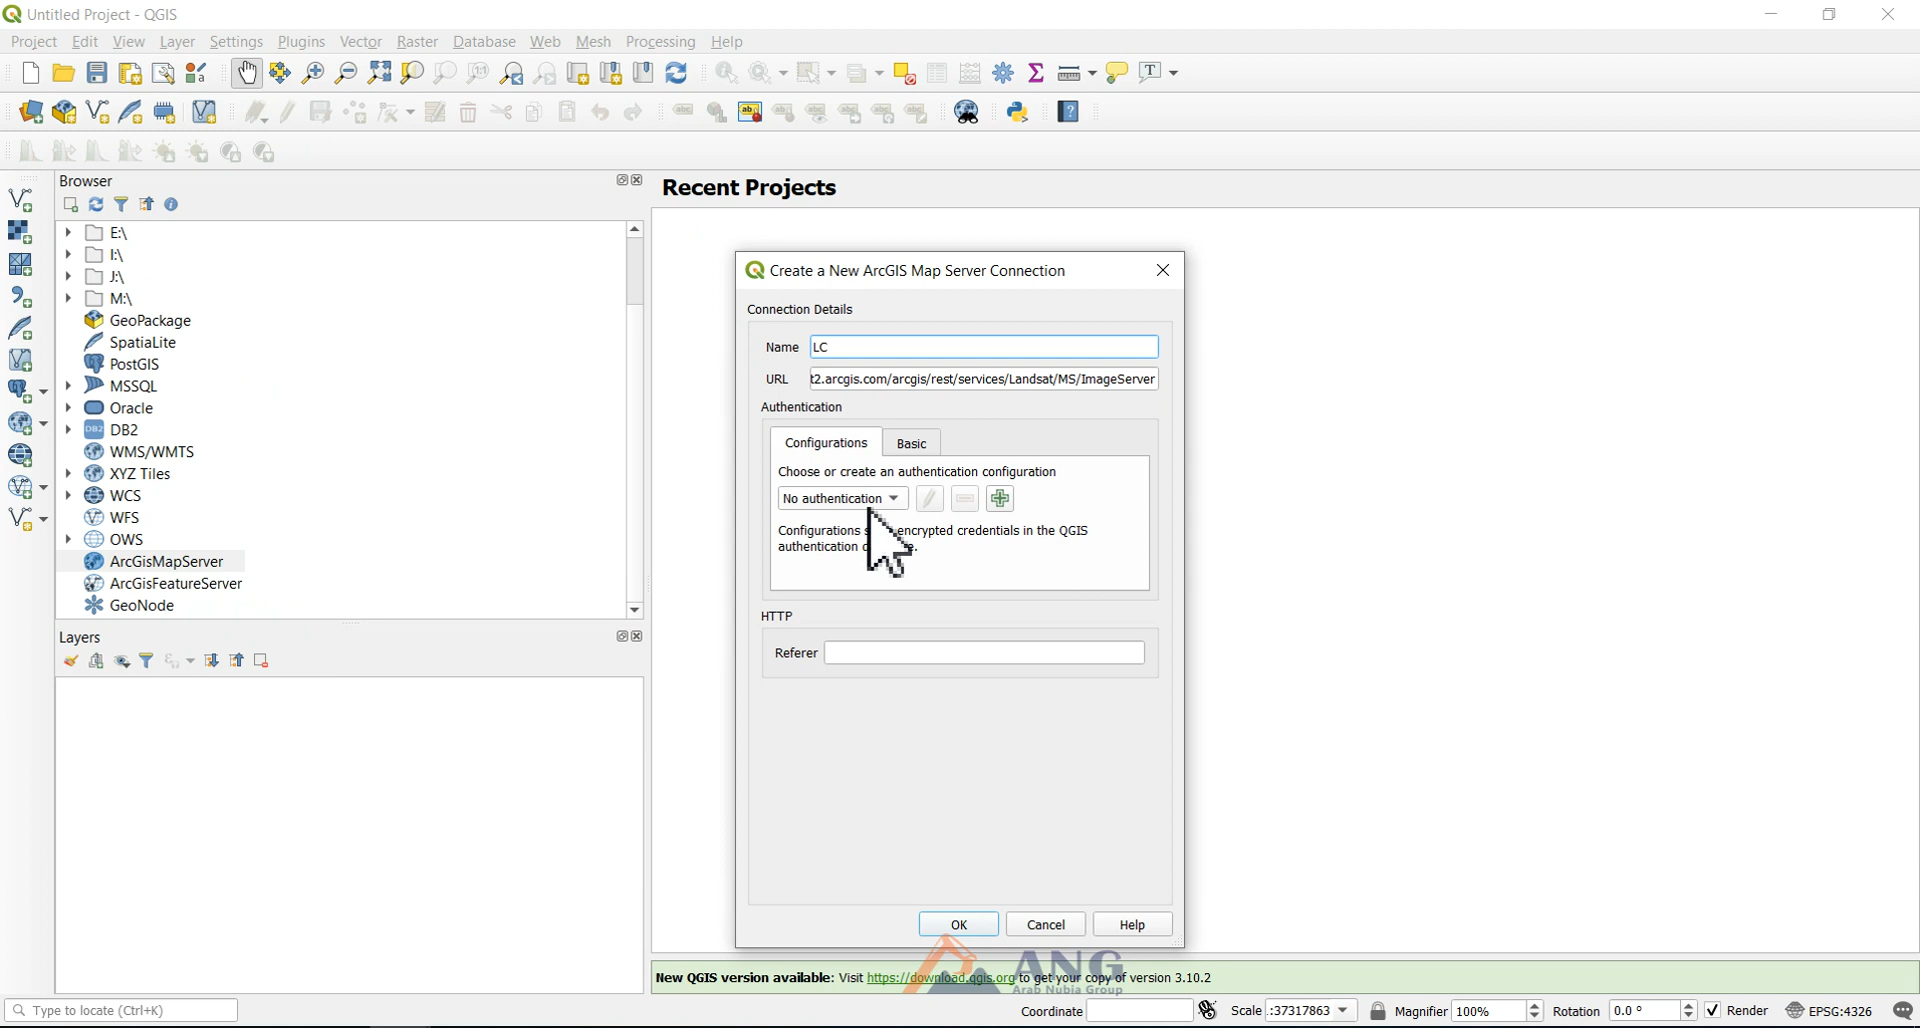 Untitled Project - QGIS
Project Edit View Layer Settings Plugins Vector Raster Database Web Mesh Processing Help
Browser
Recent Projects
E:\
I:\
J:\
M:\
GeoPackage
SpatiaLite
PostGIS
MSSQL
Oracle
DB2
WMS/WMTS
XYZ Tiles
WCS
WFS
OWS
ArcGisMapServer
ArcGisFeatureServer
GeoNode
Layers
Create a New ArcGIS Map Server Connection
Connection Details
Name LC
URL t2.arcgis.com/arcgis/rest/services/Landsat/MS/ImageServer
Authentication
Configurations Basic
Choose or create an authentication configuration
No authentication
Configurations encrypted credentials in the QGIS
authentication
HTTP
Referer
OK Cancel Help
ANG
Arab Nubia Group
New QGIS version available: Visit https://download.qgis.org to get your copy of version 3.10.2
Type to locate (Ctrl+K)
Coordinate Scale :37317863 Magnifier 100% Rotation 0.0 ° Render EPSG:4326